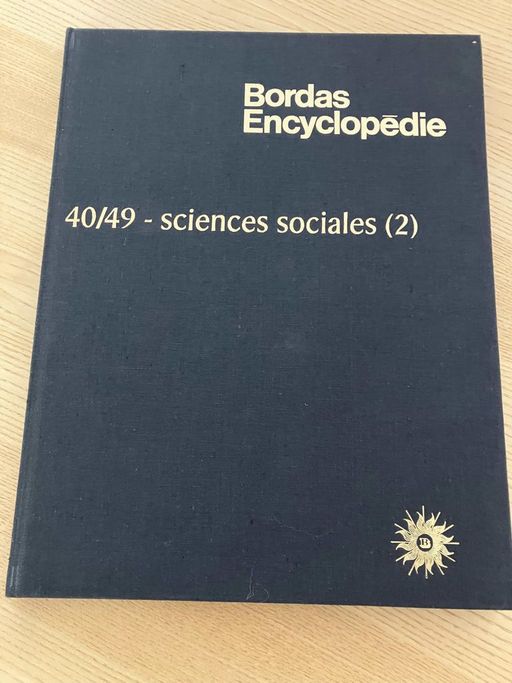 Bordas
Encyclopēdie
40/49 - sciences sociales (2)
B